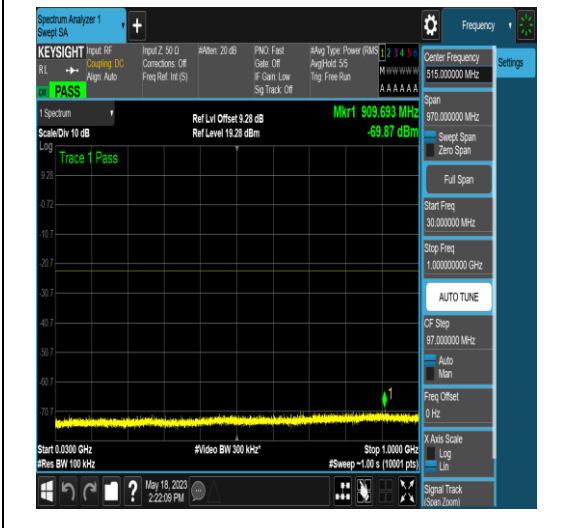 Spectrum Analyzer 1
Swept SA
Frequency
KEYSIGHT
RL
PASS
Input: RF
Coupling: DC
Align: Auto
Input Z: 50 Ω
Corrections: Off
Freq Ref: Int (S)
#Atten: 20 dB
PNO: Fast
Gate: Off
IF Gain: Low
Sig Track: Off
#Avg Type: Power (RMS
Avg|Hold: 5/5
Trig: Free Run
1 2 3 4 5 6
M W W W W W
A A A A A A
Center Frequency
515.000000 MHz
Settings
Span
970.000000 MHz
Swept Span
Zero Span
Full Span
Start Freq
30.000000 MHz
Stop Freq
1.000000000 GHz
AUTO TUNE
CF Step
97.000000 MHz
Auto
Man
Freq Offset
0 Hz
X Axis Scale
Log
Lin
Signal Track
(Span Zoom)
1 Spectrum
Scale/Div 10 dB
Ref Lvl Offset 9.28 dB
Ref Level 19.28 dBm
Mkr1 909.693 MHz
-69.87 dBm
Log
Trace 1 Pass
9.28
-0.72
-10.7
-20.7
-30.7
-40.7
-50.7
-60.7
-70.7
1
Start 0.0300 GHz
#Res BW 100 kHz
#Video BW 300 kHz*
Stop 1.0000 GHz
#Sweep ~1.00 s (10001 pts)
May 18, 2023
2:22:09 PM